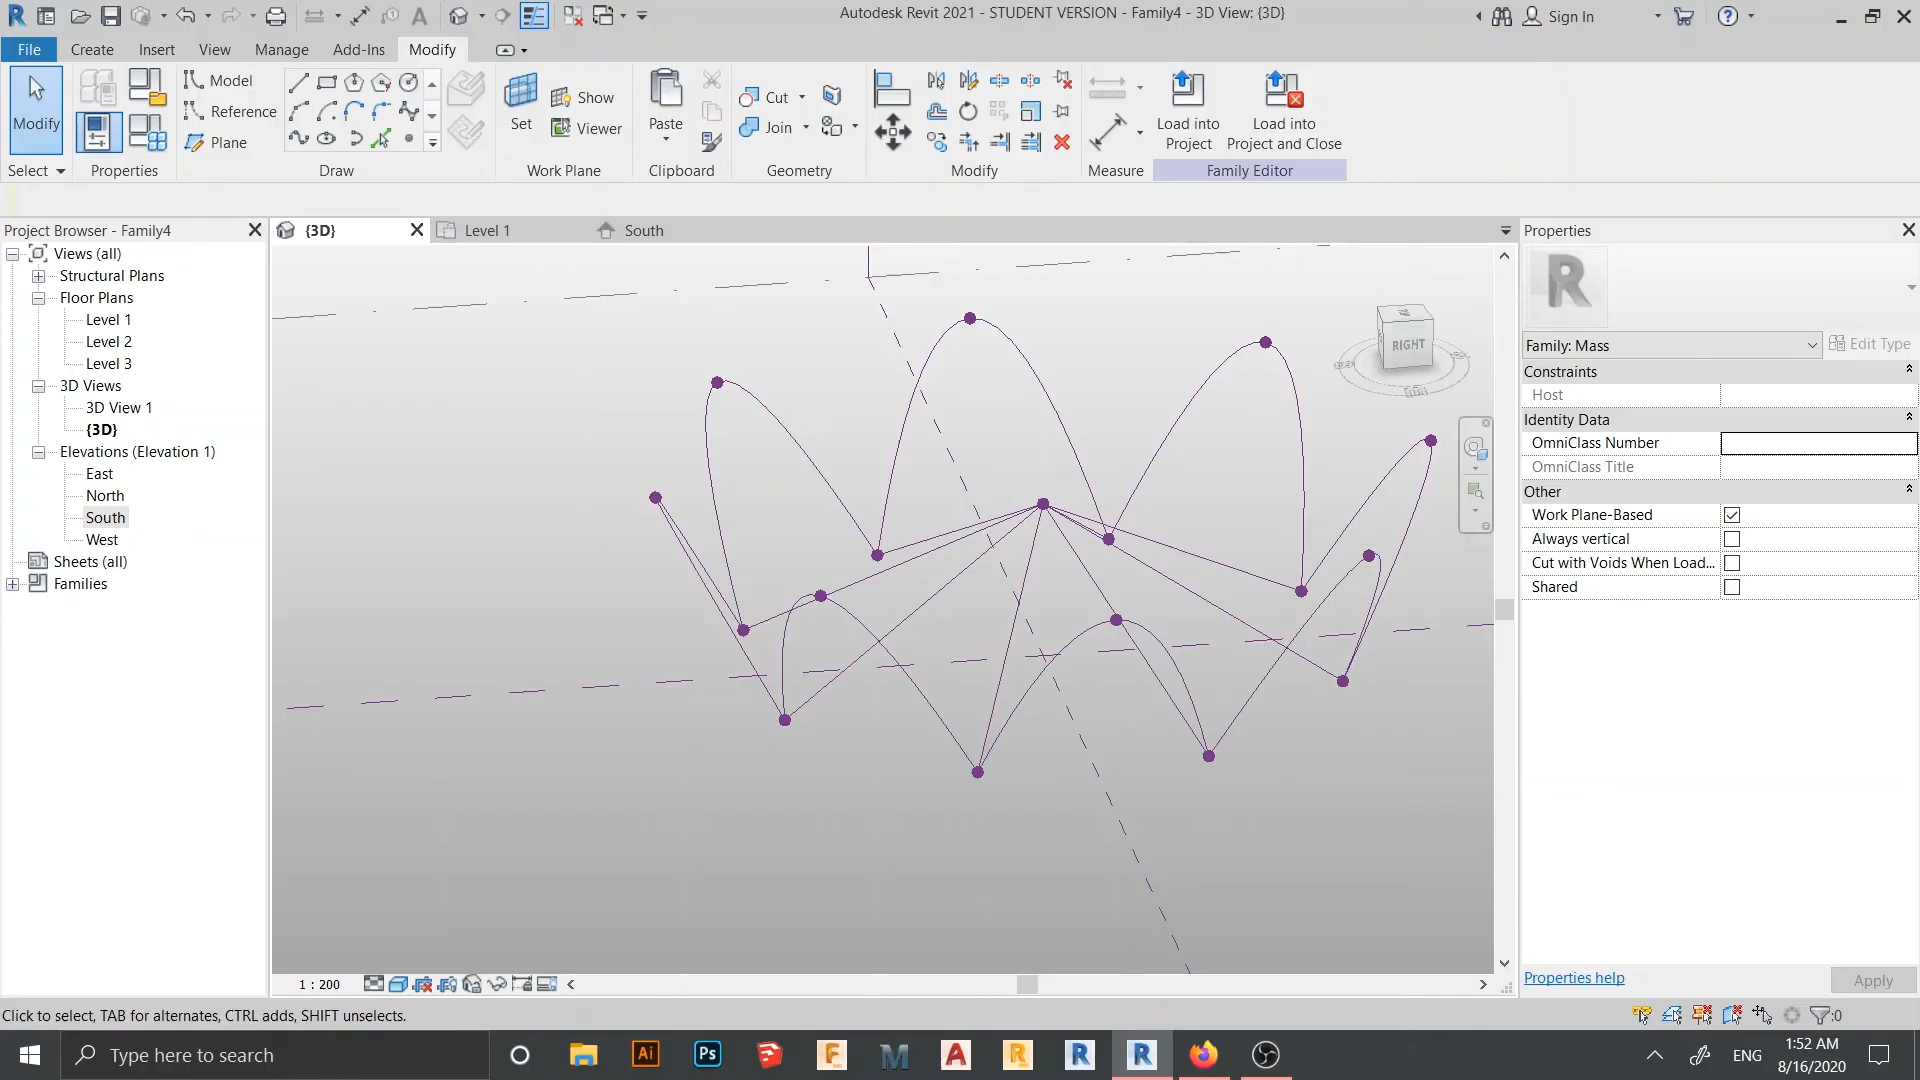 Autodesk Revit 2021 - STUDENT VERSION - Family4 - 3D View: {3D}
Sign In
File
Create
Insert
View
Manage
Add-Ins
Modify
Modify
Model
Reference
Plane
Set
Show
Viewer
Paste
Cut
Join
Load into
Project
Load into
Project and Close
Select
Properties
Draw
Work Plane
Clipboard
Geometry
Modify
Measure
Family Editor
Project Browser - Family4
{3D}
Level 1
South
Properties
Views (all)
Structural Plans
Floor Plans
Level 1
Level 2
Level 3
3D Views
3D View 1
{3D}
Elevations (Elevation 1)
East
North
South
West
Sheets (all)
Families
RIGHT
Family: Mass
Edit Type
Constraints
Host
Identity Data
OmniClass Number
OmniClass Title
Other
Work Plane-Based
Always vertical
Cut with Voids When Load...
Shared
Properties help
Apply
1 : 200
Click to select, TAB for alternates, CTRL adds, SHIFT unselects.
:0
Type here to search
Ai
Ps
ENG
1:52 AM
8/16/2020